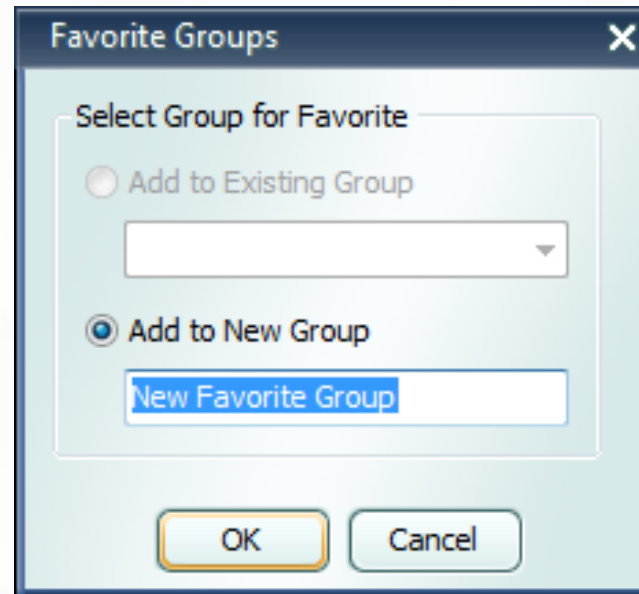 Favorite Groups
Select Group for Favorite
Add to Existing Group
Add to New Group
New Favorite Group
OK
Cancel